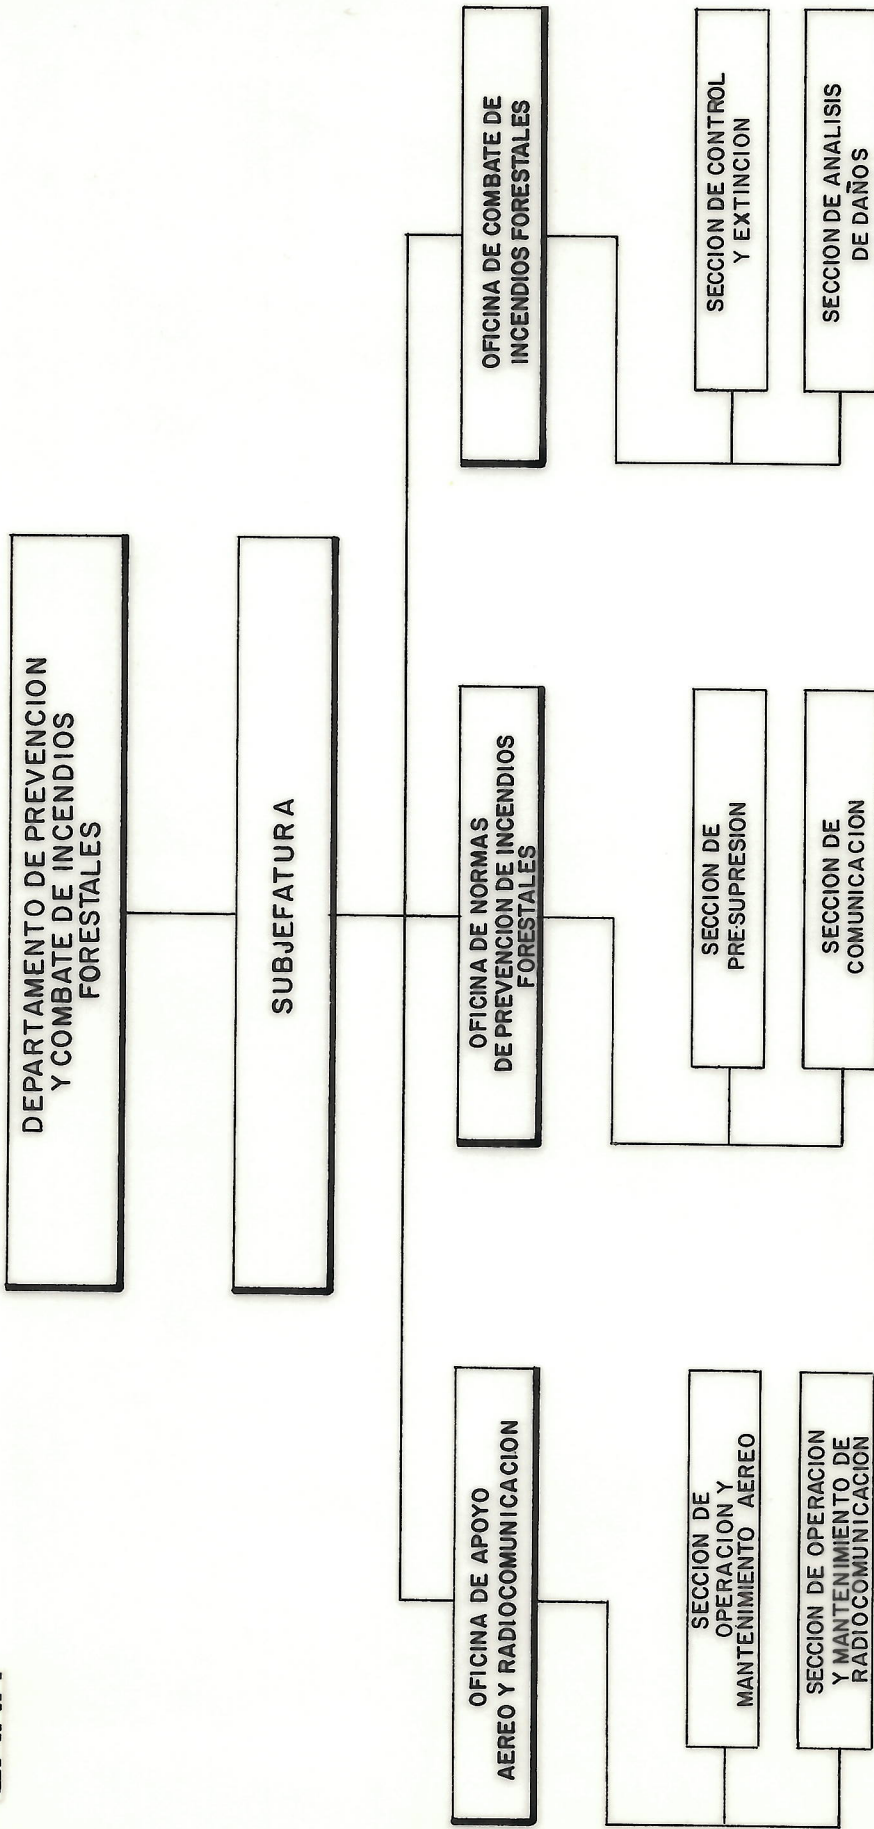 DEPARTAMENTO DE PREVENCION
Y COMBATE DE INCENDIOS
FORESTALES
SUBJEFATURA
OFICINA DE APOYO
AEREO Y RADIOCOMUNICACION
OFICINA DE NORMAS
DE PREVENCION DE INCENDIOS
FORESTALES
OFICINA DE COMBATE DE
INCENDIOS FORESTALES
SECCION DE
OPERACION Y
MANTENIMIENTO AEREO
SECCION DE OPERACION
Y MANTENIMIENTO DE
RADIOCOMUNICACION
SECCION DE
PRE-SUPRESION
SECCION DE
COMUNICACION
SECCION DE CONTROL
Y EXTINCION
SECCION DE ANALISIS
DE DAÑOS